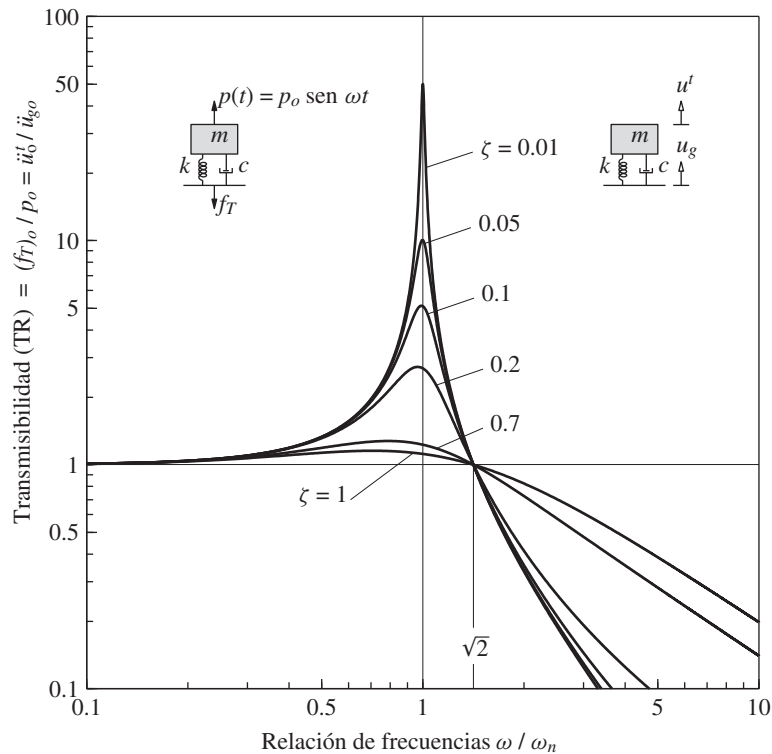 100
50
10
5
1
0.5
0.1
Transmisibilidad (TR) = (f_T)_o / p_o = ü^t_o / ü_go
p(t) = p_o sen ωt
m
k
c
f_T
u^t
m
u_g
k
c
ζ = 0.01
0.05
0.1
0.2
0.7
ζ = 1
√2
0.1
0.5
1
5
10
Relación de frecuencias ω / ω_n